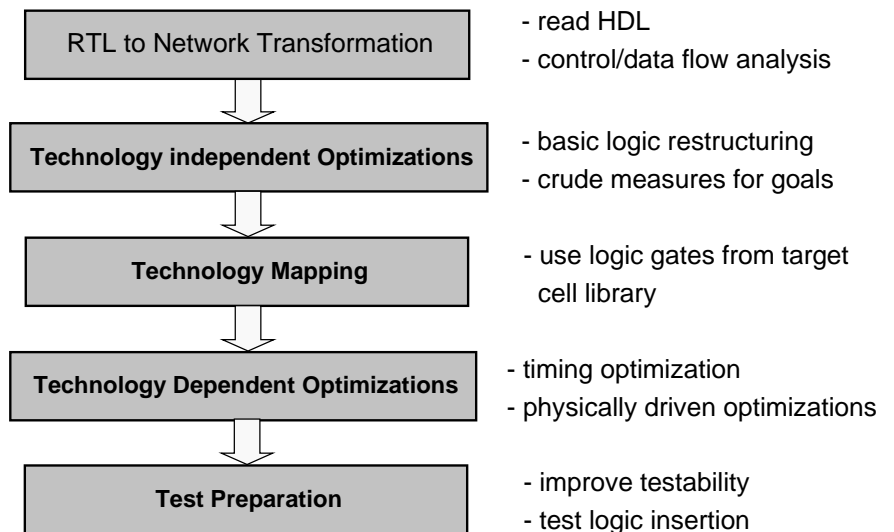 RTL to Network Transformation
- read HDL
- control/data flow analysis
Technology independent Optimizations
- basic logic restructuring
- crude measures for goals
Technology Mapping
- use logic gates from target
cell library
Technology Dependent Optimizations
- timing optimization
- physically driven optimizations
Test Preparation
- improve testability
- test logic insertion